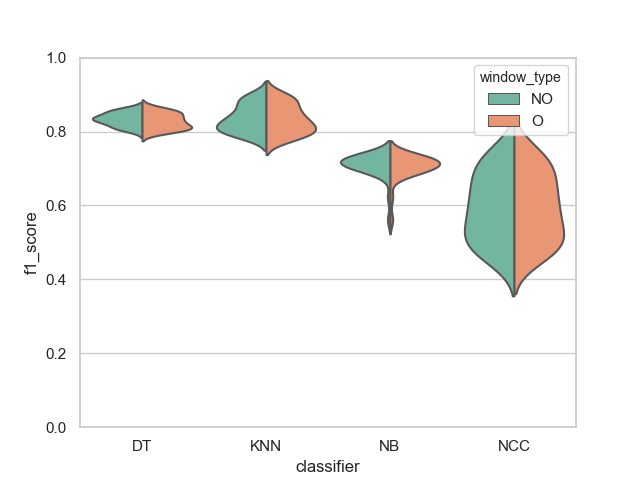 1.0
window_type
NO
O
0.8
0.6
0.4
0.2
0.0
f1_score
DT KNN NB NCC
classifier